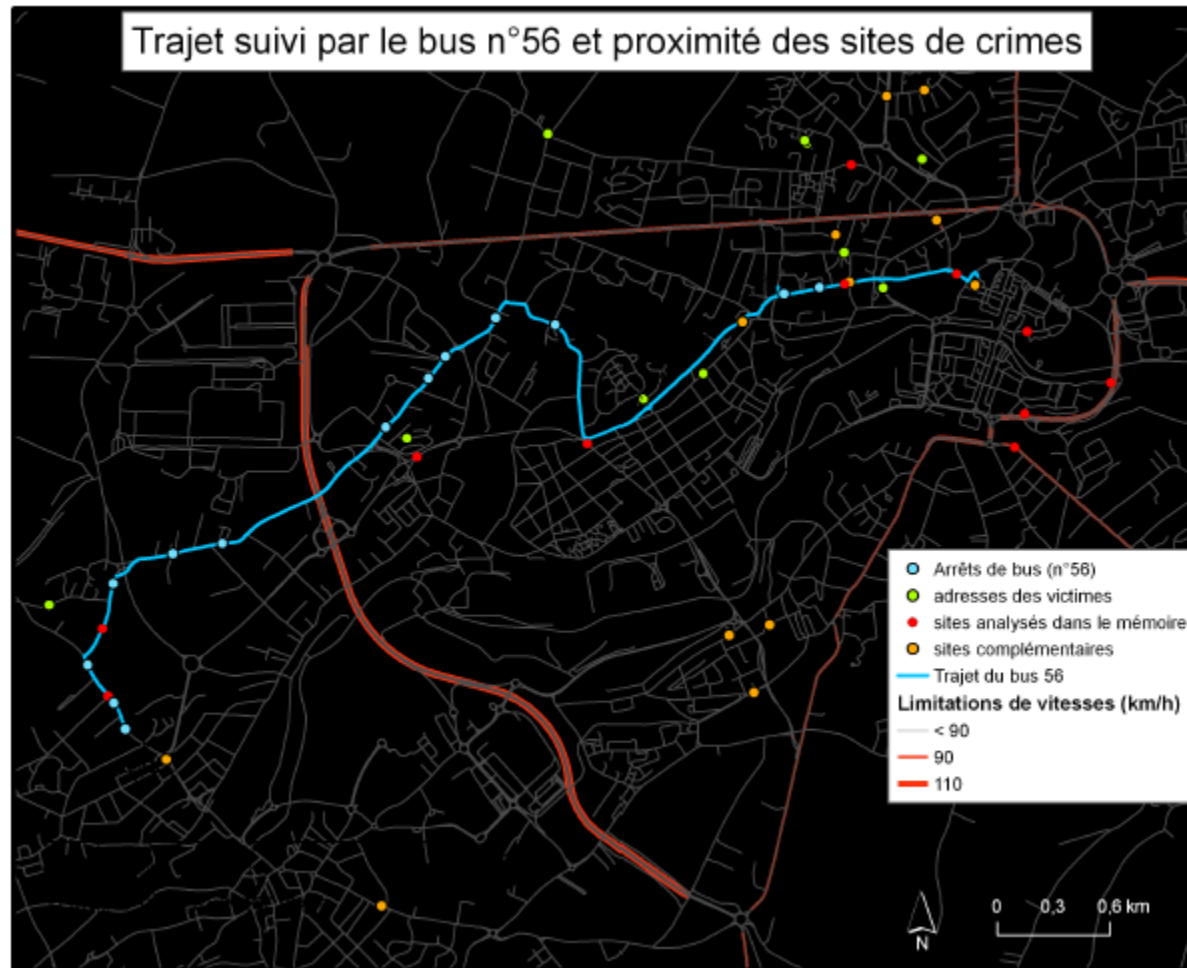 Trajet suivi par le bus n°56 et proximité des sites de crimes
Arrêts de bus (n°56)
adresses des victimes
sites analysés dans le mémoire
sites complémentaires
Trajet du bus 56
Limitations de vitesses (km/h)
< 90
90
110
0 0,3 0,6 km
N